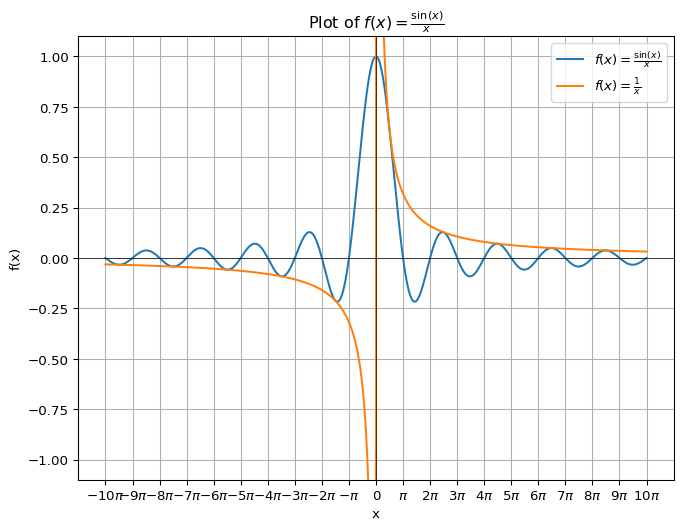 Plot of f(x) = sin(x)/x
f(x) = sin(x)/x
f(x) = 1/x
1.00
0.75
0.50
0.25
0.00
−0.25
−0.50
−0.75
−1.00
f(x)
−10π −9π −8π −7π −6π −5π −4π −3π −2π −π 0 π 2π 3π 4π 5π 6π 7π 8π 9π 10π
x